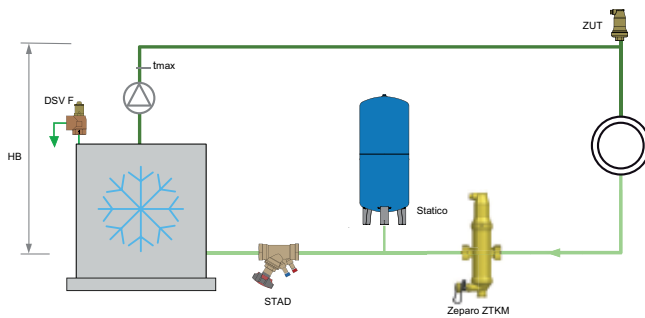 ZUT
tmax
DSV F
HB
Statico
STAD
Zeparo ZTKM